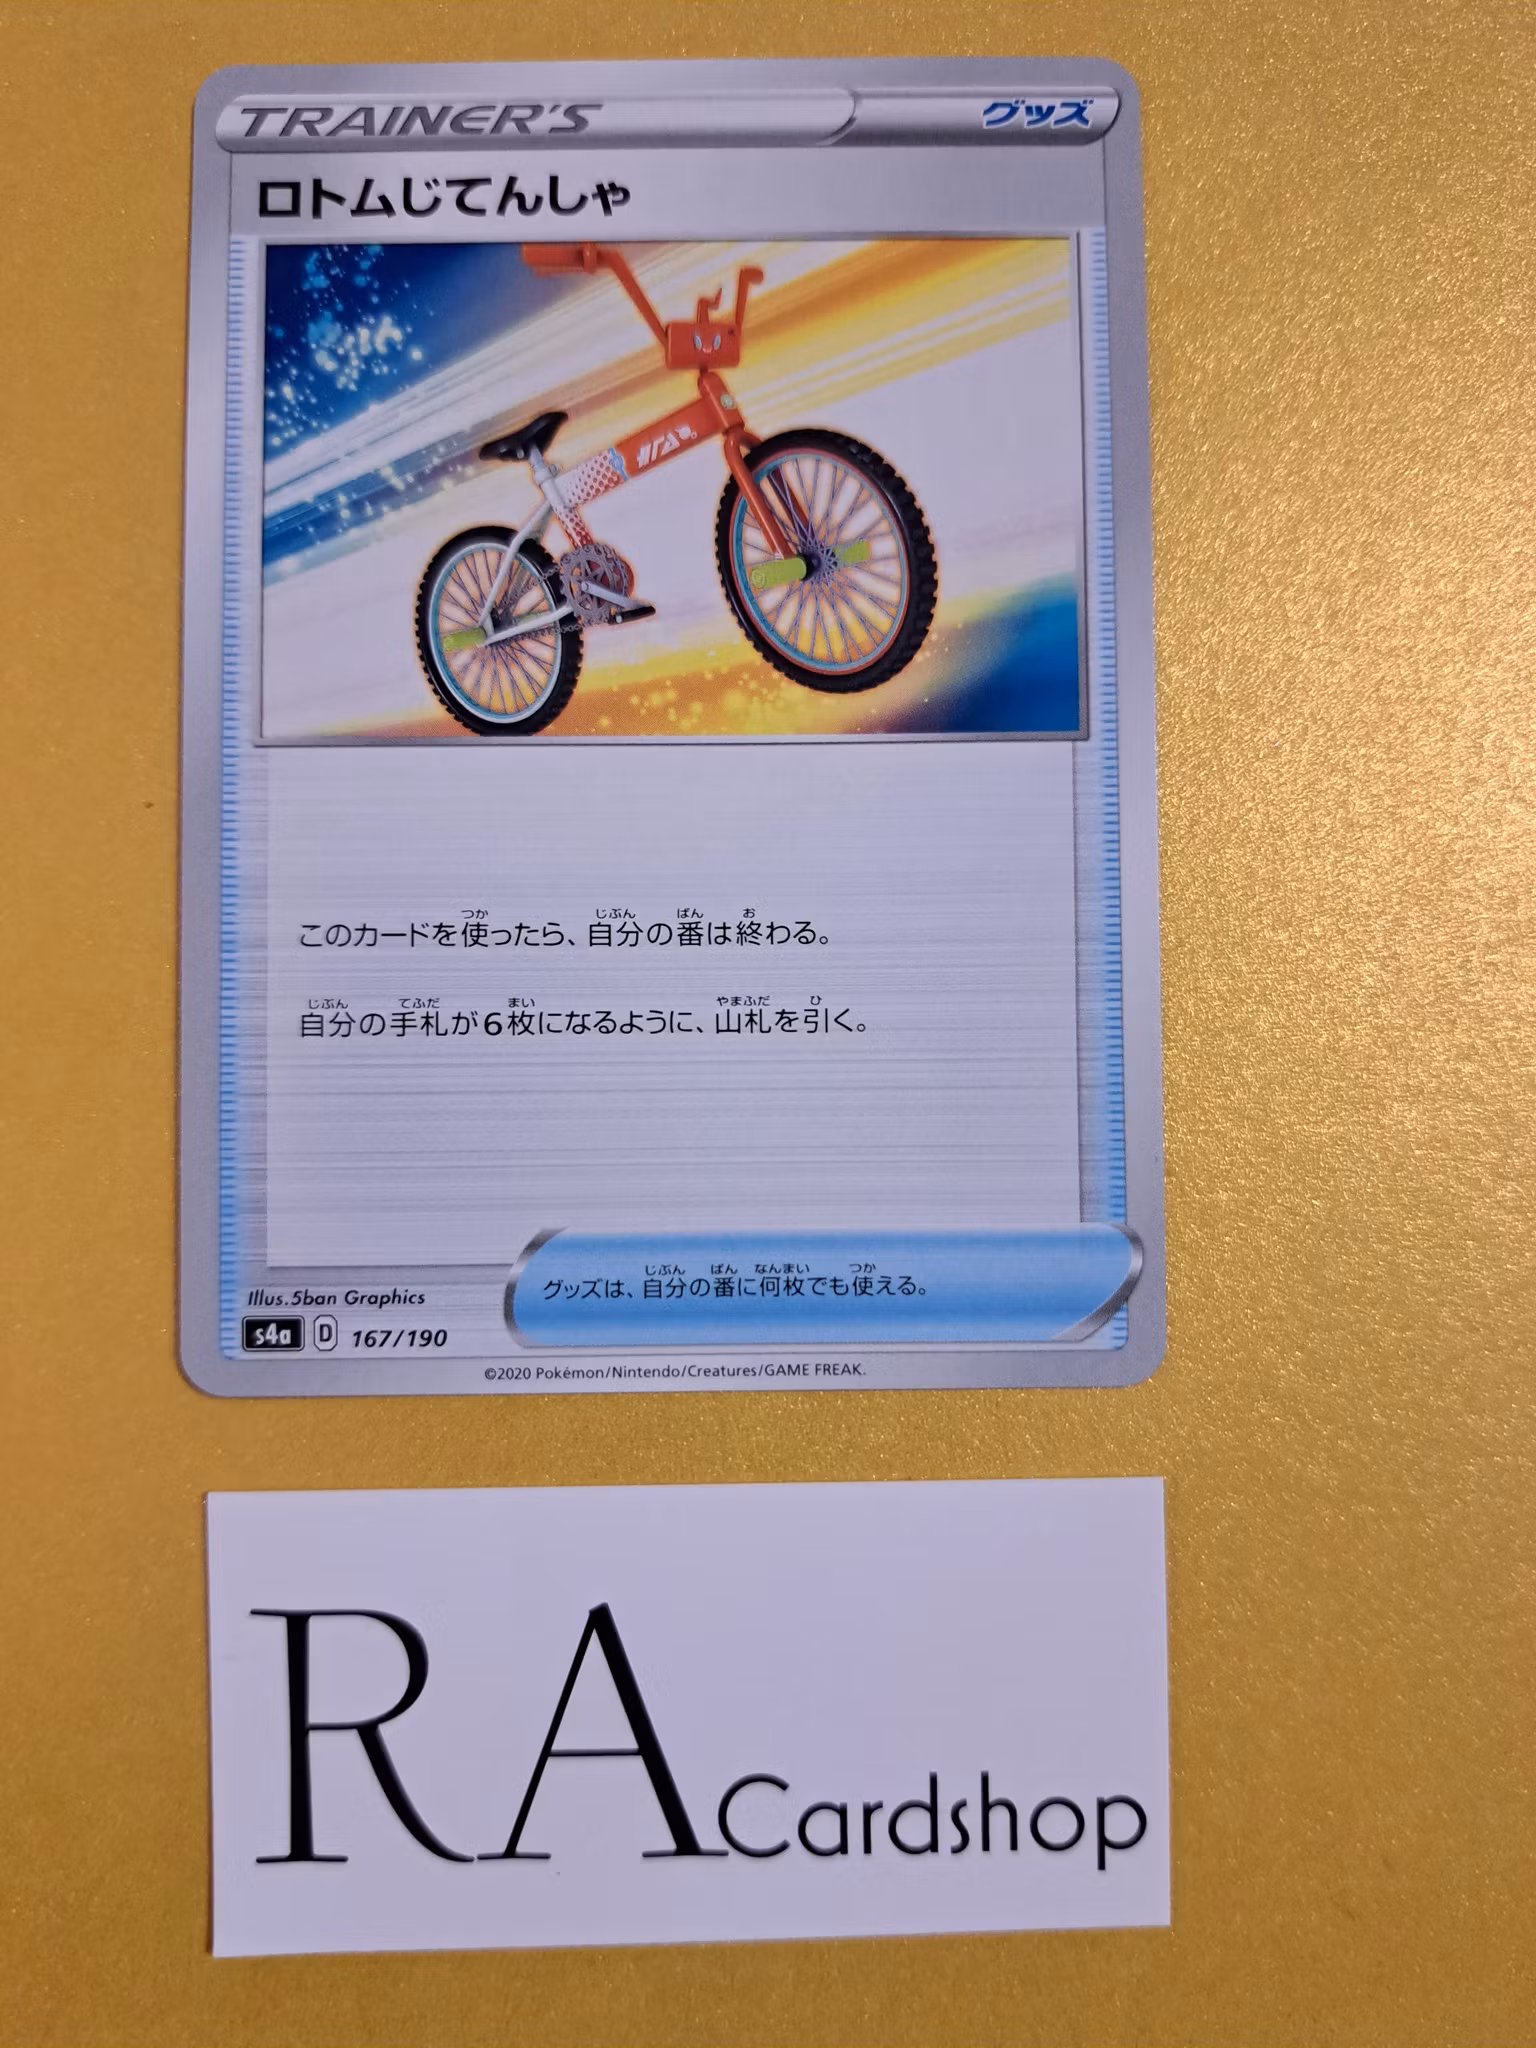 TRAINER'S グッズ
ロトムじてんしゃ
このカードを使ったら、自分の番は終わる。
自分の手札が6枚になるように、山札を引く。
グッズは、自分の番に何枚でも使える。
Illus.5ban Graphics
s4a D 167/190
©2020 Pokémon/Nintendo/Creatures/GAME FREAK.
RA Cardshop